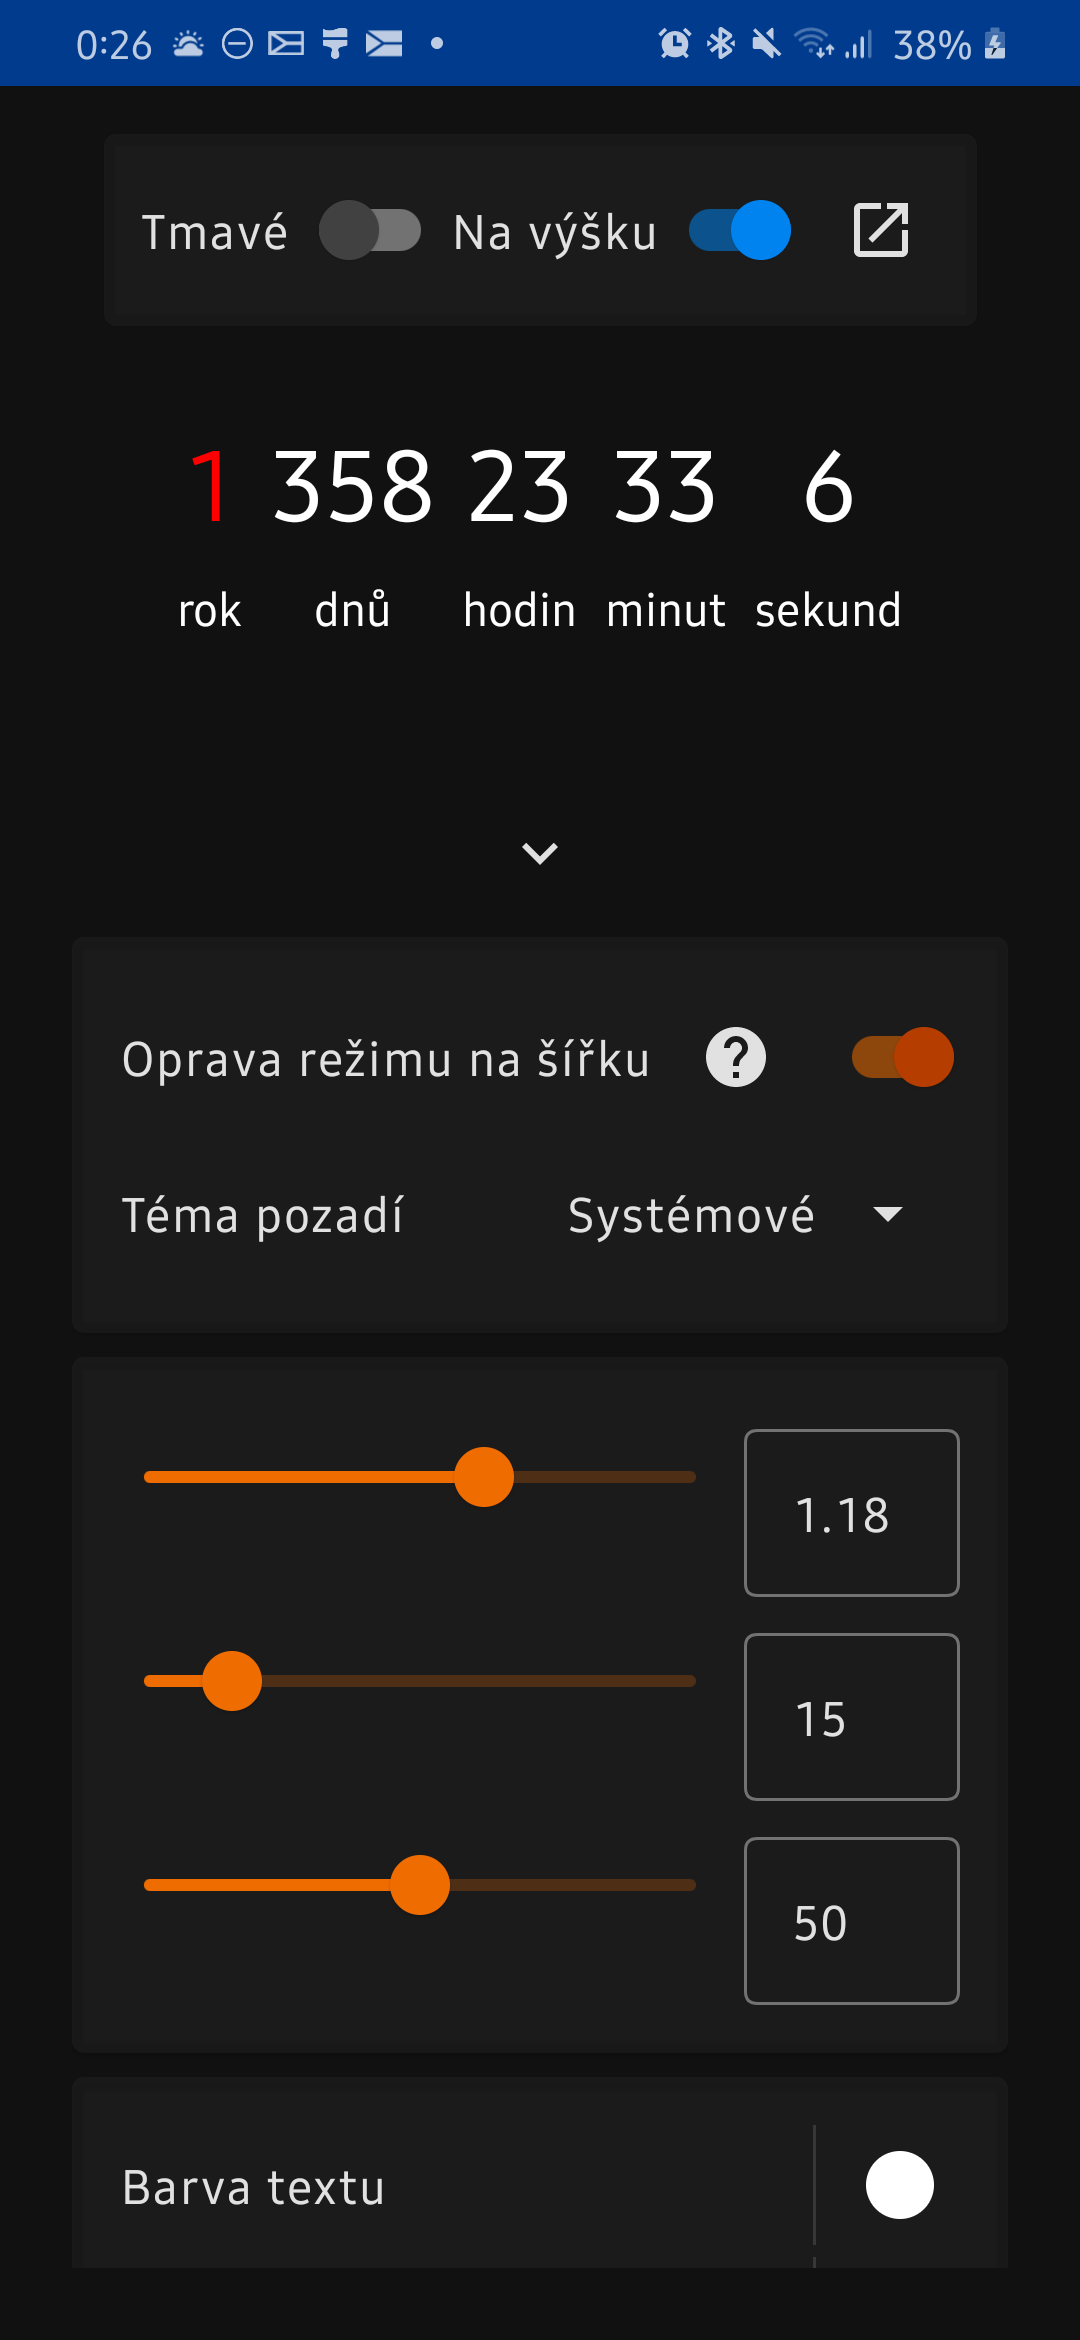 0:26 38%
Tmavé Na výšku
1 358 23 33 6
rok dnů hodin minut sekund
Oprava režimu na šířku ?
Téma pozadí Systémové
1.18
15
50
Barva textu